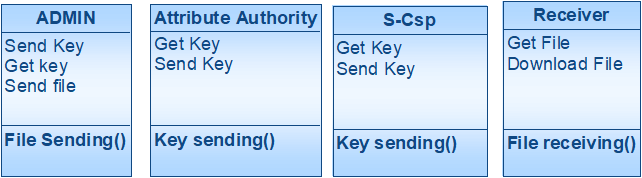 ADMIN
Send Key
Get key
Send file
File Sending()
Attribute Authority
Get Key
Send Key
Key sending()
S-Csp
Get Key
Send Key
Key sending()
Receiver
Get File
Download File
File receiving()